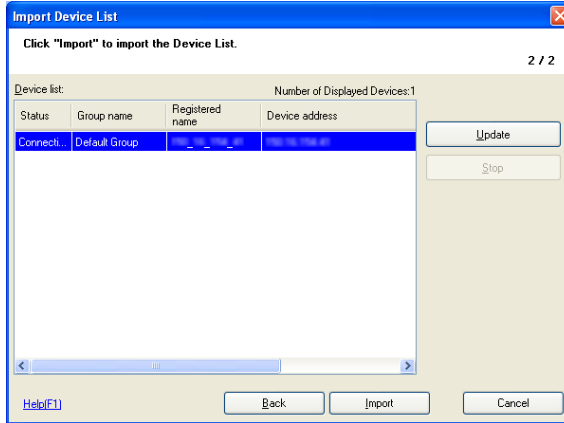 Import Device List
Click "Import" to import the Device List.
2 / 2
Device list:
Number of Displayed Devices:1
Status Group name Registered name Device address
Connecti... Default Group
Update
Stop
Help(F1)
Back Import Cancel